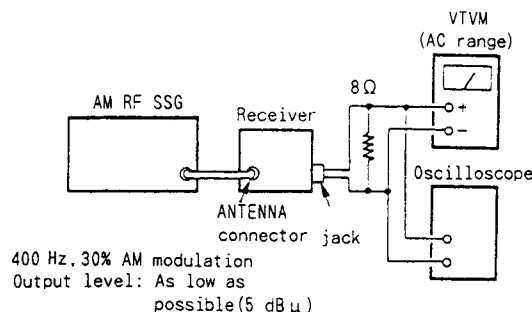 VTVM
(AC range)
8Ω
AM RF SSG
Receiver
+
−
Oscilloscope
ANTENNA
connector jack
400 Hz, 30% AM modulation
Output level: As low as
possible(5 dBμ)